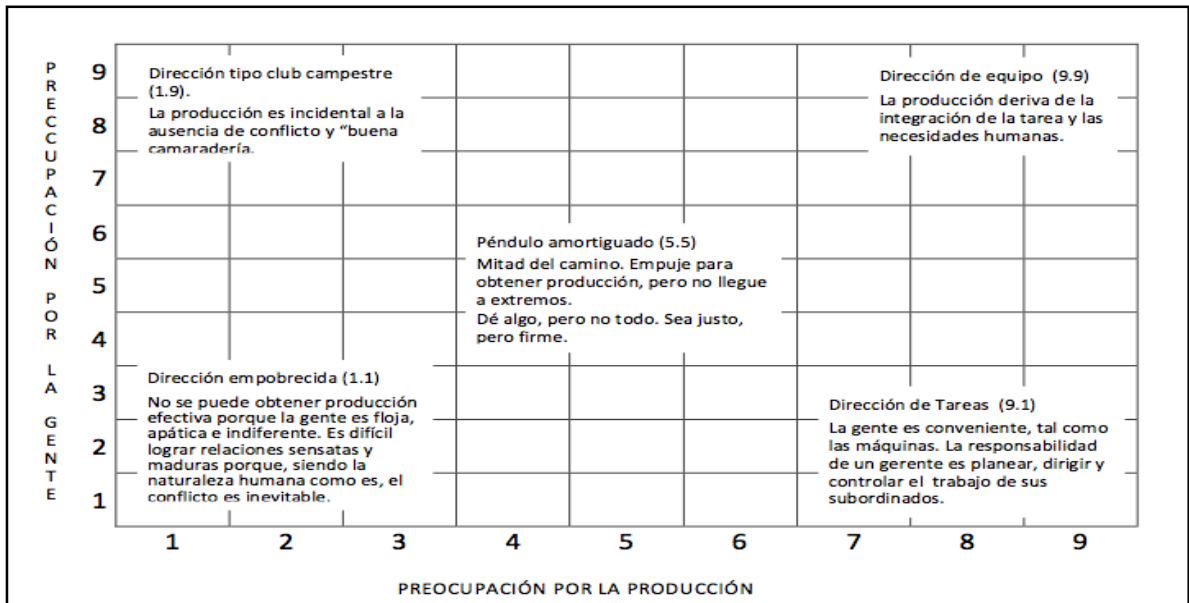 PRECCUPACIÓN POR LA GENTE
9
8
7
6
5
4
3
2
1
Dirección tipo club campestre
(1.9).
La producción es incidental a la
ausencia de conflicto y “buena
camaradería.
Dirección de equipo (9.9)
La producción deriva de la
integración de la tarea y las
necesidades humanas.
Péndulo amortiguado (5.5)
Mitad del camino. Empuje para
obtener producción, pero no llegue
a extremos.
Dé algo, pero no todo. Sea justo,
pero firme.
Dirección empobrecida (1.1)
No se puede obtener producción
efectiva porque la gente es floja,
apática e indiferente. Es difícil
lograr relaciones sensatas y
maduras porque, siendo la
naturaleza humana como es, el
conflicto es inevitable.
Dirección de Tareas (9.1)
La gente es conveniente, tal como
las máquinas. La responsabilidad
de un gerente es planear, dirigir y
controlar el trabajo de sus
subordinados.
1 2 3 4 5 6 7 8 9
PREOCUPACIÓN POR LA PRODUCCIÓN